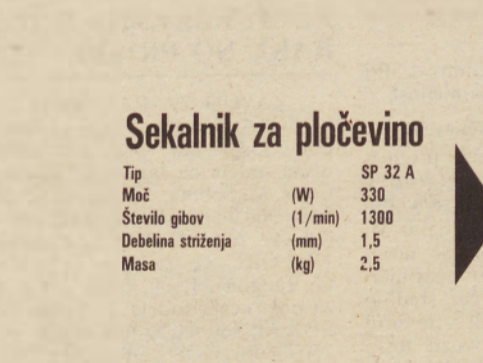 Sekalnik za pločevino
Tip SP 32 A
Moč (W) 330
Število gibov (1/min) 1300
Debelina striženja (mm) 1,5
Masa (kg) 2,5